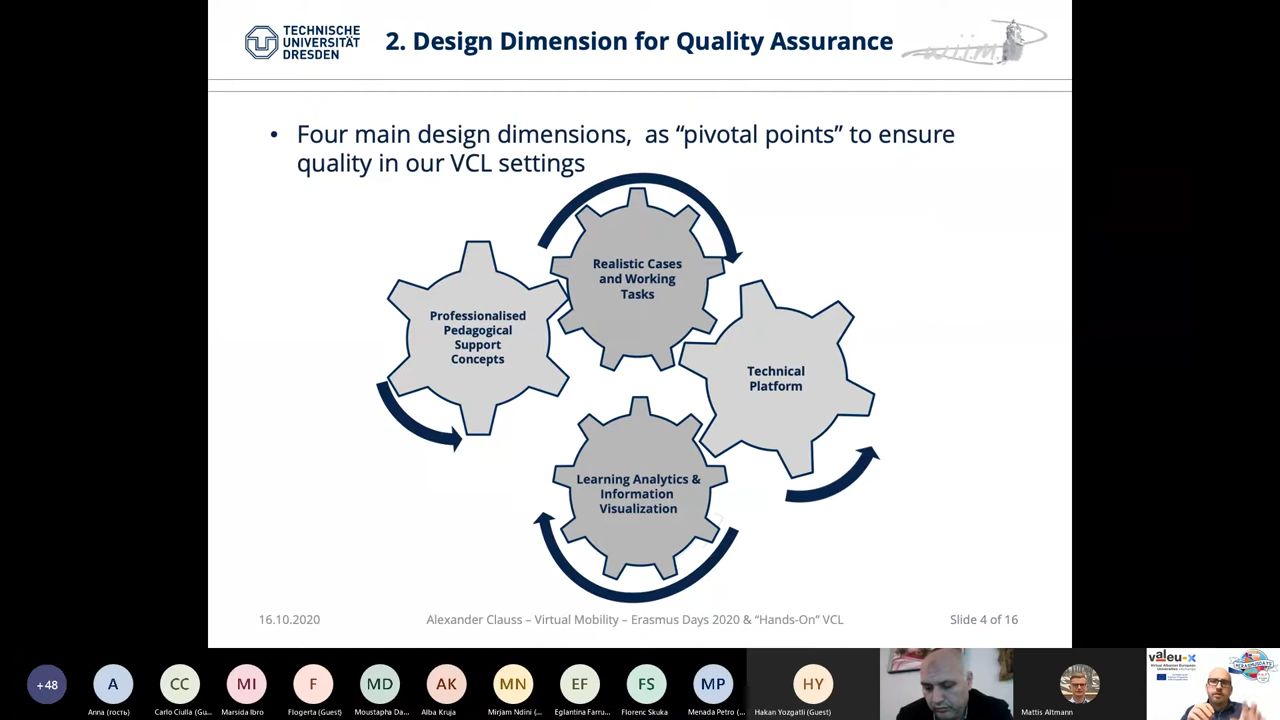 TECHNISCHE
UNIVERSITÄT
DRESDEN
2. Design Dimension for Quality Assurance
w.i.i.m.
• Four main design dimensions, as “pivotal points” to ensure
quality in our VCL settings
Realistic Cases
and Working
Tasks
Professionalised
Pedagogical
Support
Concepts
Technical
Platform
Learning Analytics &
Information
Visualization
16.10.2020
Alexander Clauss – Virtual Mobility – Erasmus Days 2020 & “Hands-On” VCL
Slide 4 of 16
+48
A
CC
MI
F
MD
AK
MN
EF
FS
MP
HY
Anna (гость)
Carlo Ciulla (Gu...
Marsida Ibro
Flogerta (Guest)
Moustapha Da...
Alba Kruja
Mirjam Ndini (...
Eglantina Farru...
Florenc Skuka
Menada Petro (...
Hakan Yozgatli (Guest)
Mattis Altmann
valeu-x
#ERASMUSDAYS